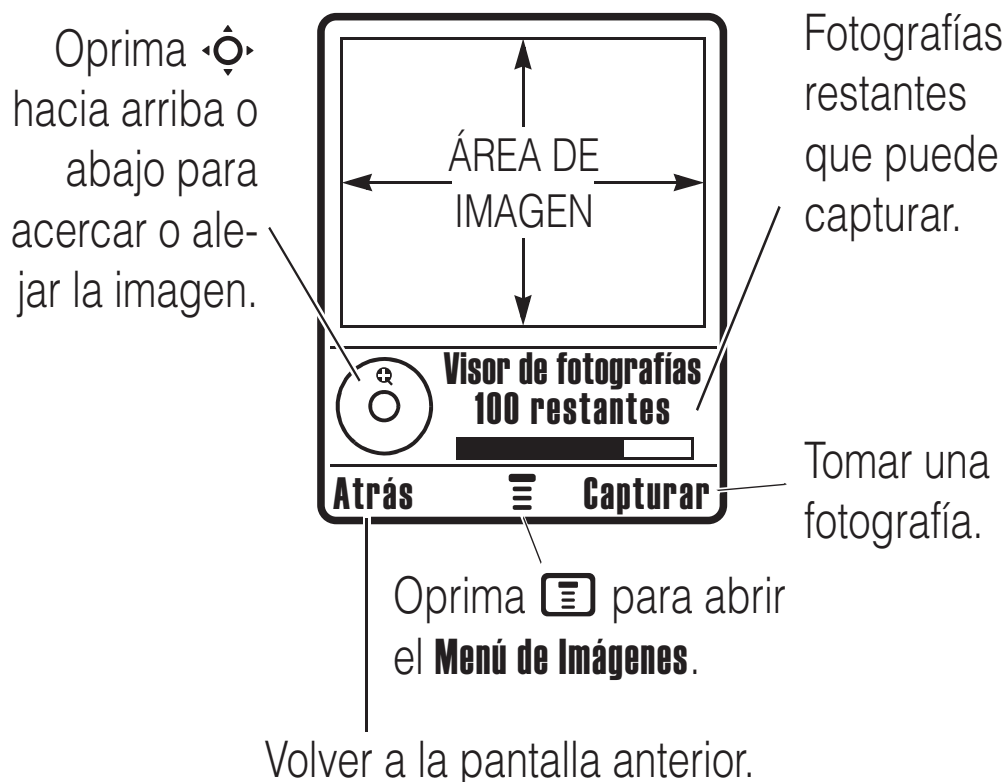 Oprima
hacia arriba o
abajo para
acercar o ale-
jar la imagen.
ÁREA DE
IMAGEN
Fotografías
restantes
que puede
capturar.
Visor de fotografías
100 restantes
Atrás
Capturar
Tomar una
fotografía.
Oprima para abrir
el Menú de Imágenes.
Volver a la pantalla anterior.